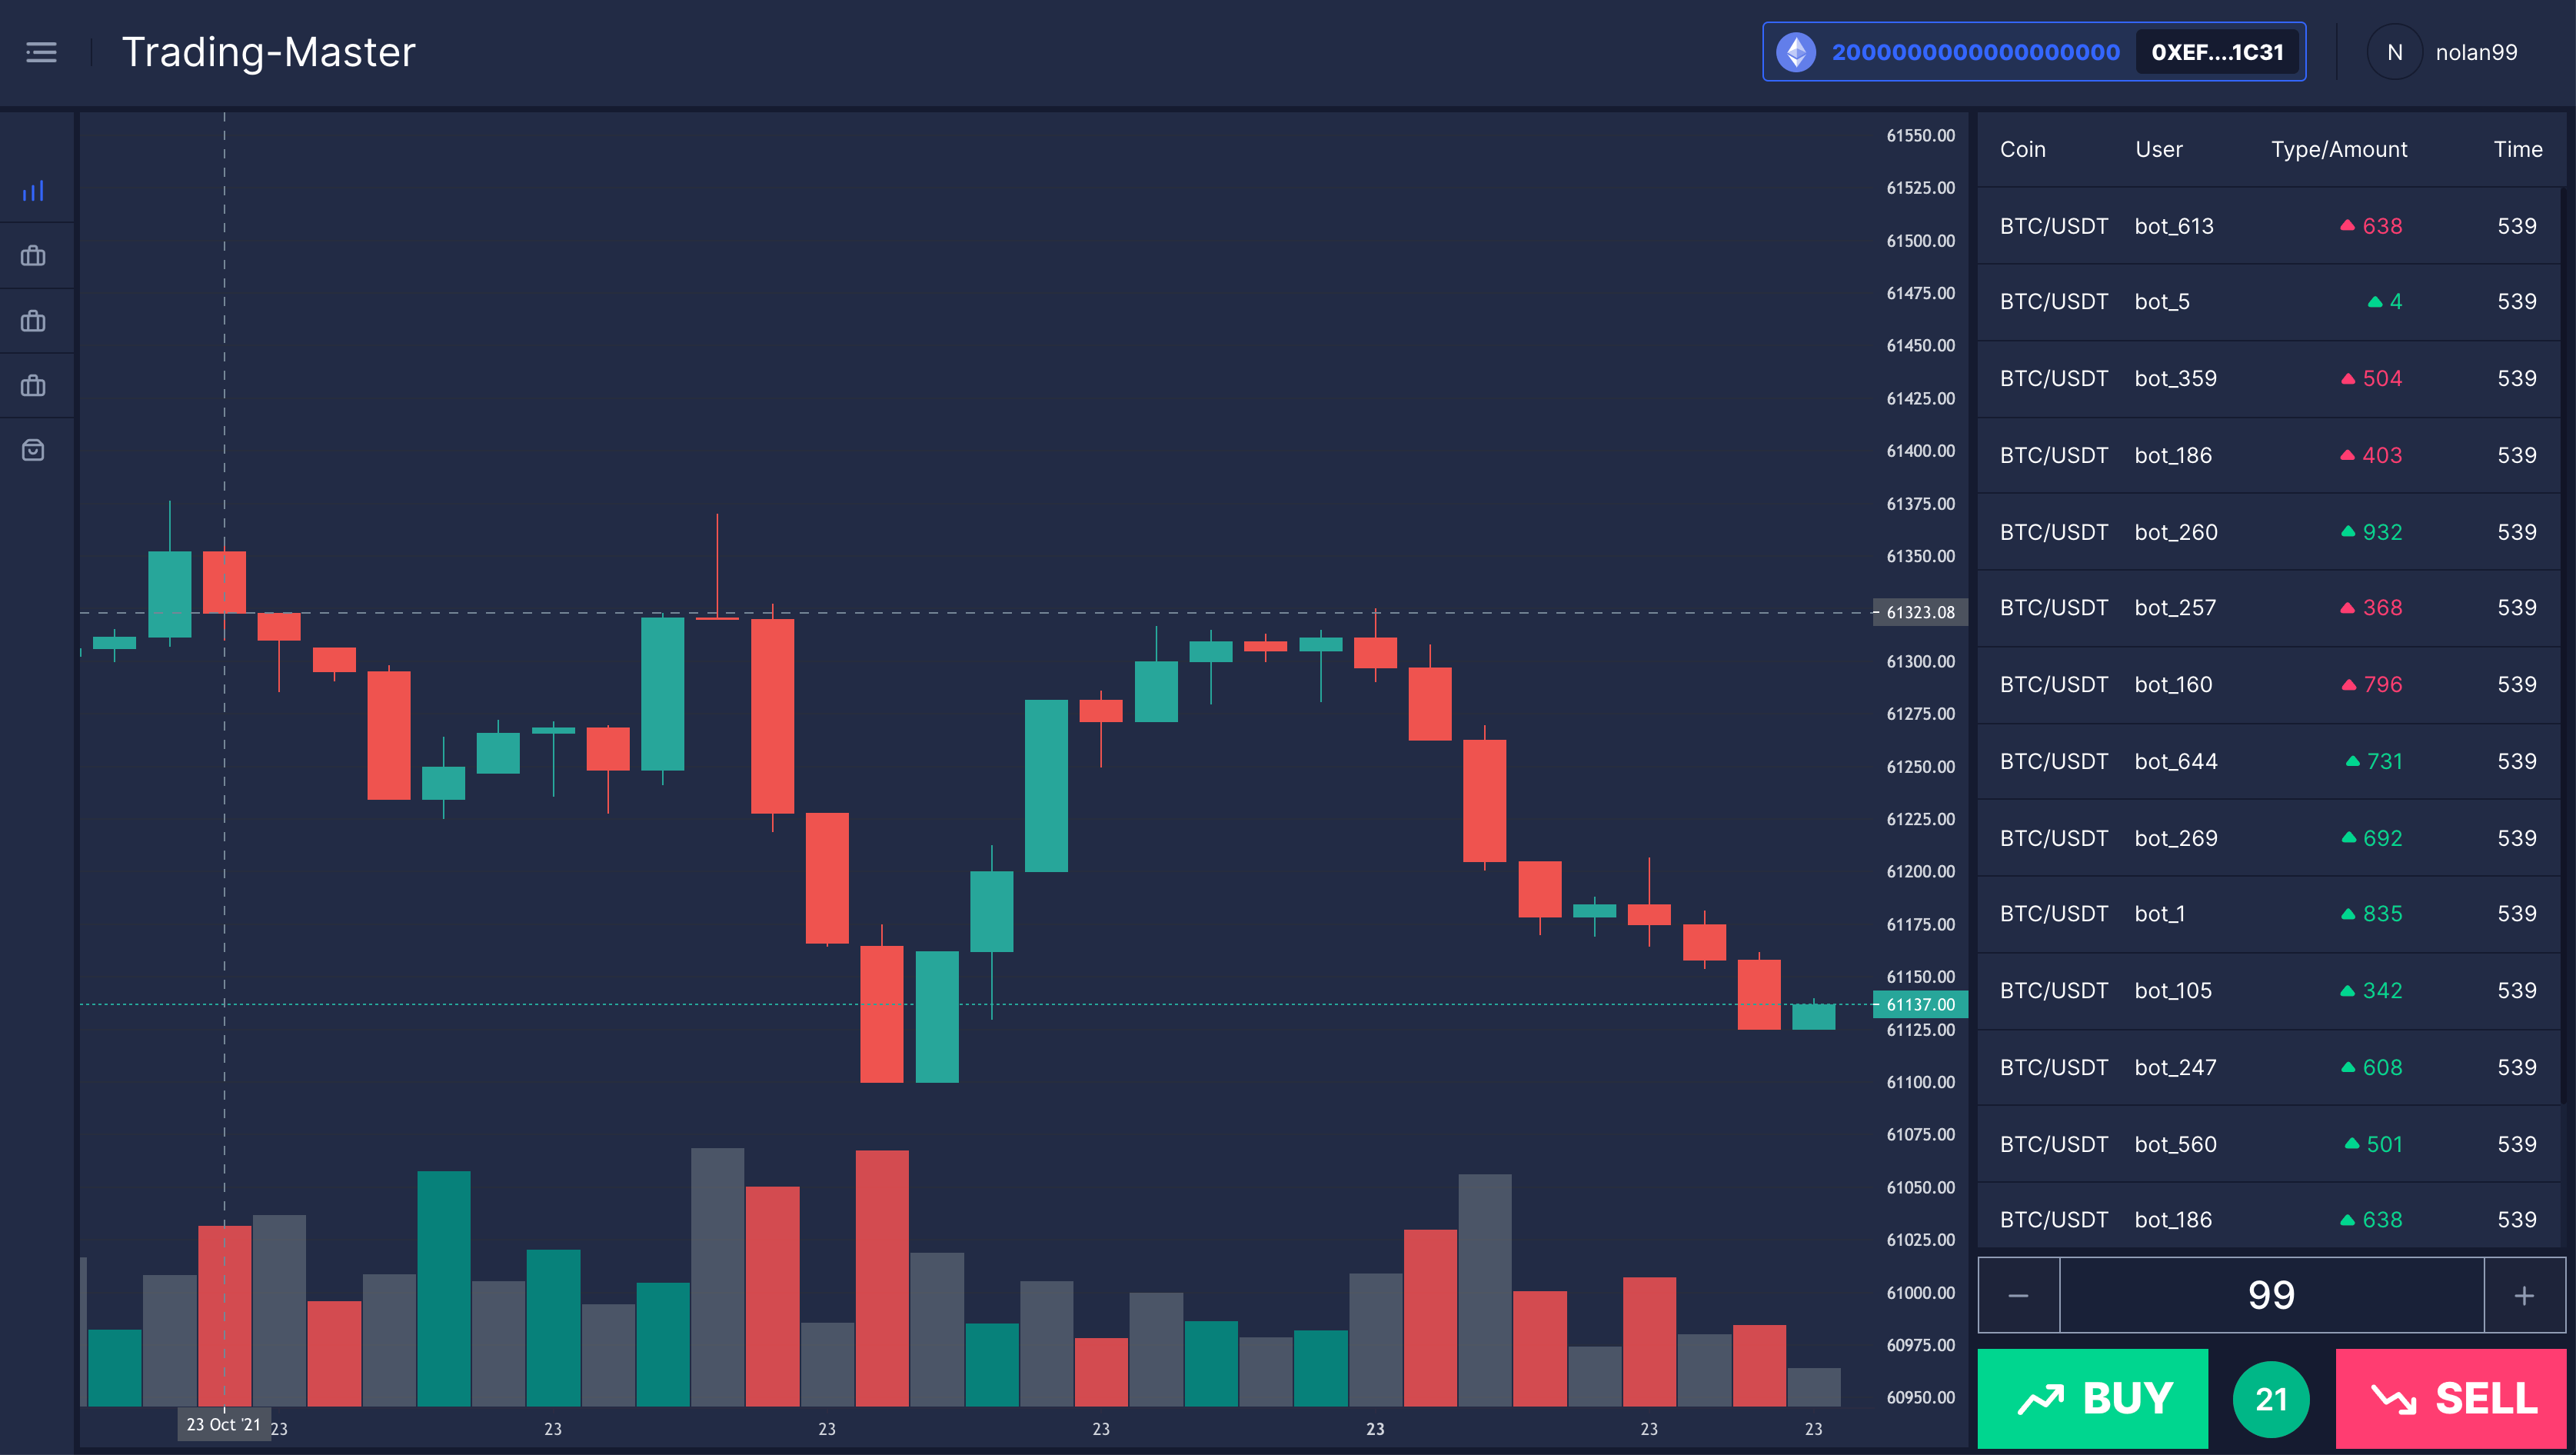 Trading-Master
2000000000000000000 0XEF....1C31
N nolan99
61550.00
61525.00
61500.00
61475.00
61450.00
61425.00
61400.00
61375.00
61350.00
61323.08
61300.00
61275.00
61250.00
61225.00
61200.00
61175.00
61150.00
61137.00
61125.00
61100.00
61075.00
61050.00
61025.00
61000.00
60975.00
60950.00
23 Oct '21 23 23 23 23 23 23 23
Coin User Type/Amount Time
BTC/USDT bot_613 638 539
BTC/USDT bot_5 4 539
BTC/USDT bot_359 504 539
BTC/USDT bot_186 403 539
BTC/USDT bot_260 932 539
BTC/USDT bot_257 368 539
BTC/USDT bot_160 796 539
BTC/USDT bot_644 731 539
BTC/USDT bot_269 692 539
BTC/USDT bot_1 835 539
BTC/USDT bot_105 342 539
BTC/USDT bot_247 608 539
BTC/USDT bot_560 501 539
BTC/USDT bot_186 638 539
− 99 +
BUY 21 SELL